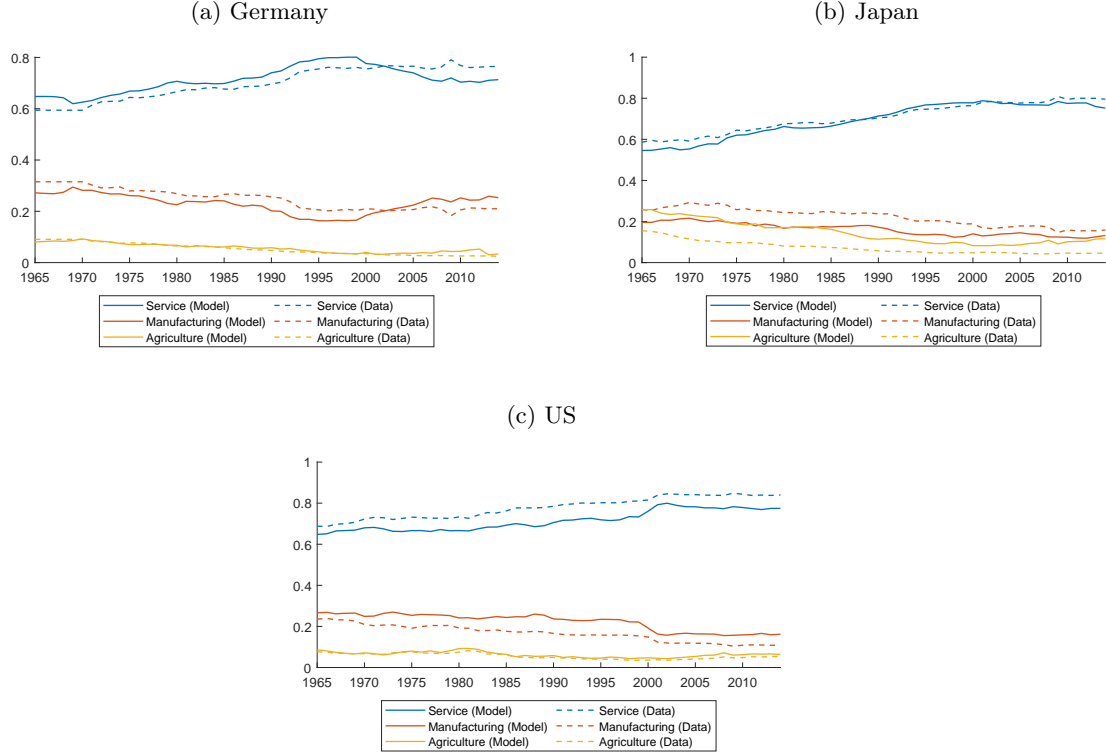 (a) Germany
0.8
0.6
0.4
0.2
0
1965 1970 1975 1980 1985 1990 1995 2000 2005 2010
Service (Model) Service (Data)
Manufacturing (Model) Manufacturing (Data)
Agriculture (Model) Agriculture (Data)
(b) Japan
1
0.8
0.6
0.4
0.2
0
1965 1970 1975 1980 1985 1990 1995 2000 2005 2010
Service (Model) Service (Data)
Manufacturing (Model) Manufacturing (Data)
Agriculture (Model) Agriculture (Data)
(c) US
1
0.8
0.6
0.4
0.2
0
1965 1970 1975 1980 1985 1990 1995 2000 2005 2010
Service (Model) Service (Data)
Manufacturing (Model) Manufacturing (Data)
Agriculture (Model) Agriculture (Data)